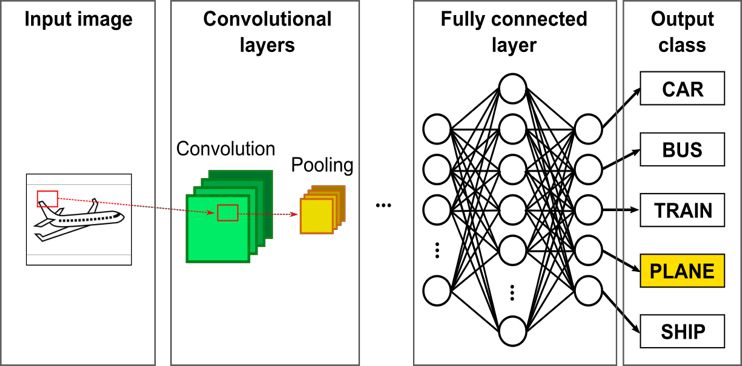 Input image
Convolutional
layers
Convolution
Pooling
...
Fully connected
layer
...
...
Output
class
CAR
BUS
TRAIN
PLANE
SHIP